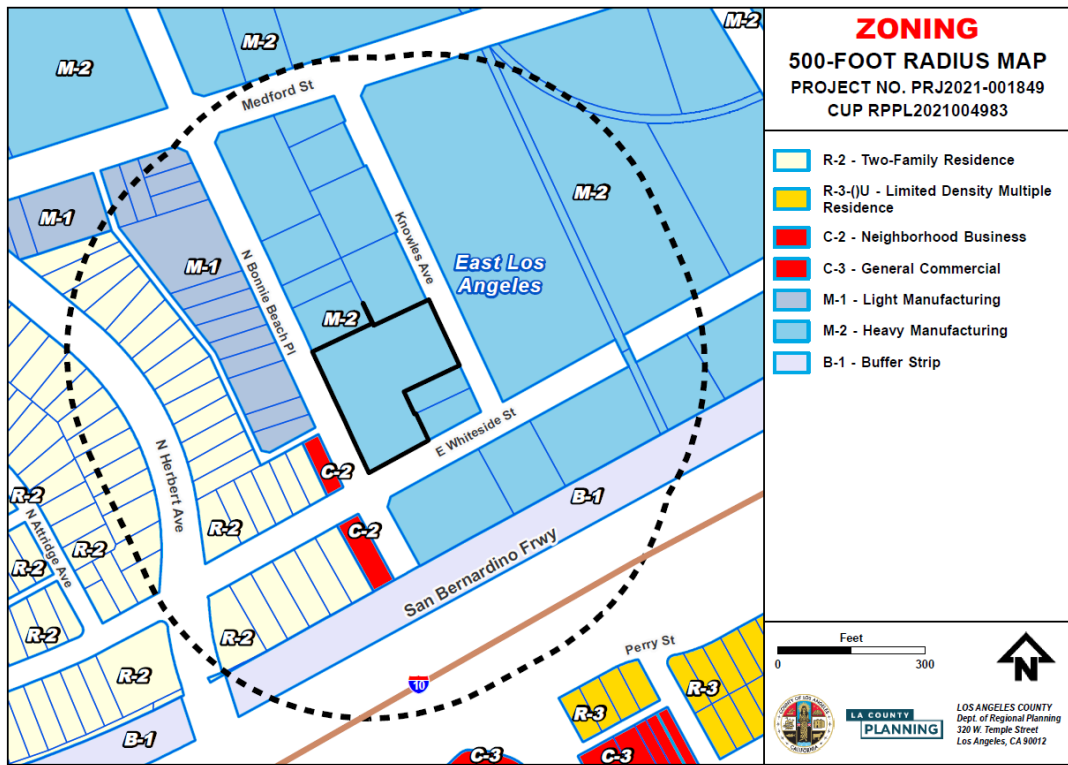 M-2
M-2
M-2
Medford St
M-2
M-1
M-1
Knowles Ave
N Bonnie Beach Pl
East Los
Angeles
M-2
N Herbert Ave
E Whiteside St
C-2
R-2
N Attridge Ave
R-2
R-2
R-2
C-2
B-1
San Bernardino Frwy
R-2
R-2
R-2
Perry St
10
R-3
R-3
B-1
C-3
C-3
ZONING
500-FOOT RADIUS MAP
PROJECT NO. PRJ2021-001849
CUP RPPL2021004983
R-2 - Two-Family Residence
R-3-()U - Limited Density Multiple
Residence
C-2 - Neighborhood Business
C-3 - General Commercial
M-1 - Light Manufacturing
M-2 - Heavy Manufacturing
B-1 - Buffer Strip
Feet
0 300
N
COUNTY OF LOS ANGELES
CALIFORNIA
LA COUNTY
PLANNING
LOS ANGELES COUNTY
Dept. of Regional Planning
320 W. Temple Street
Los Angeles, CA 90012